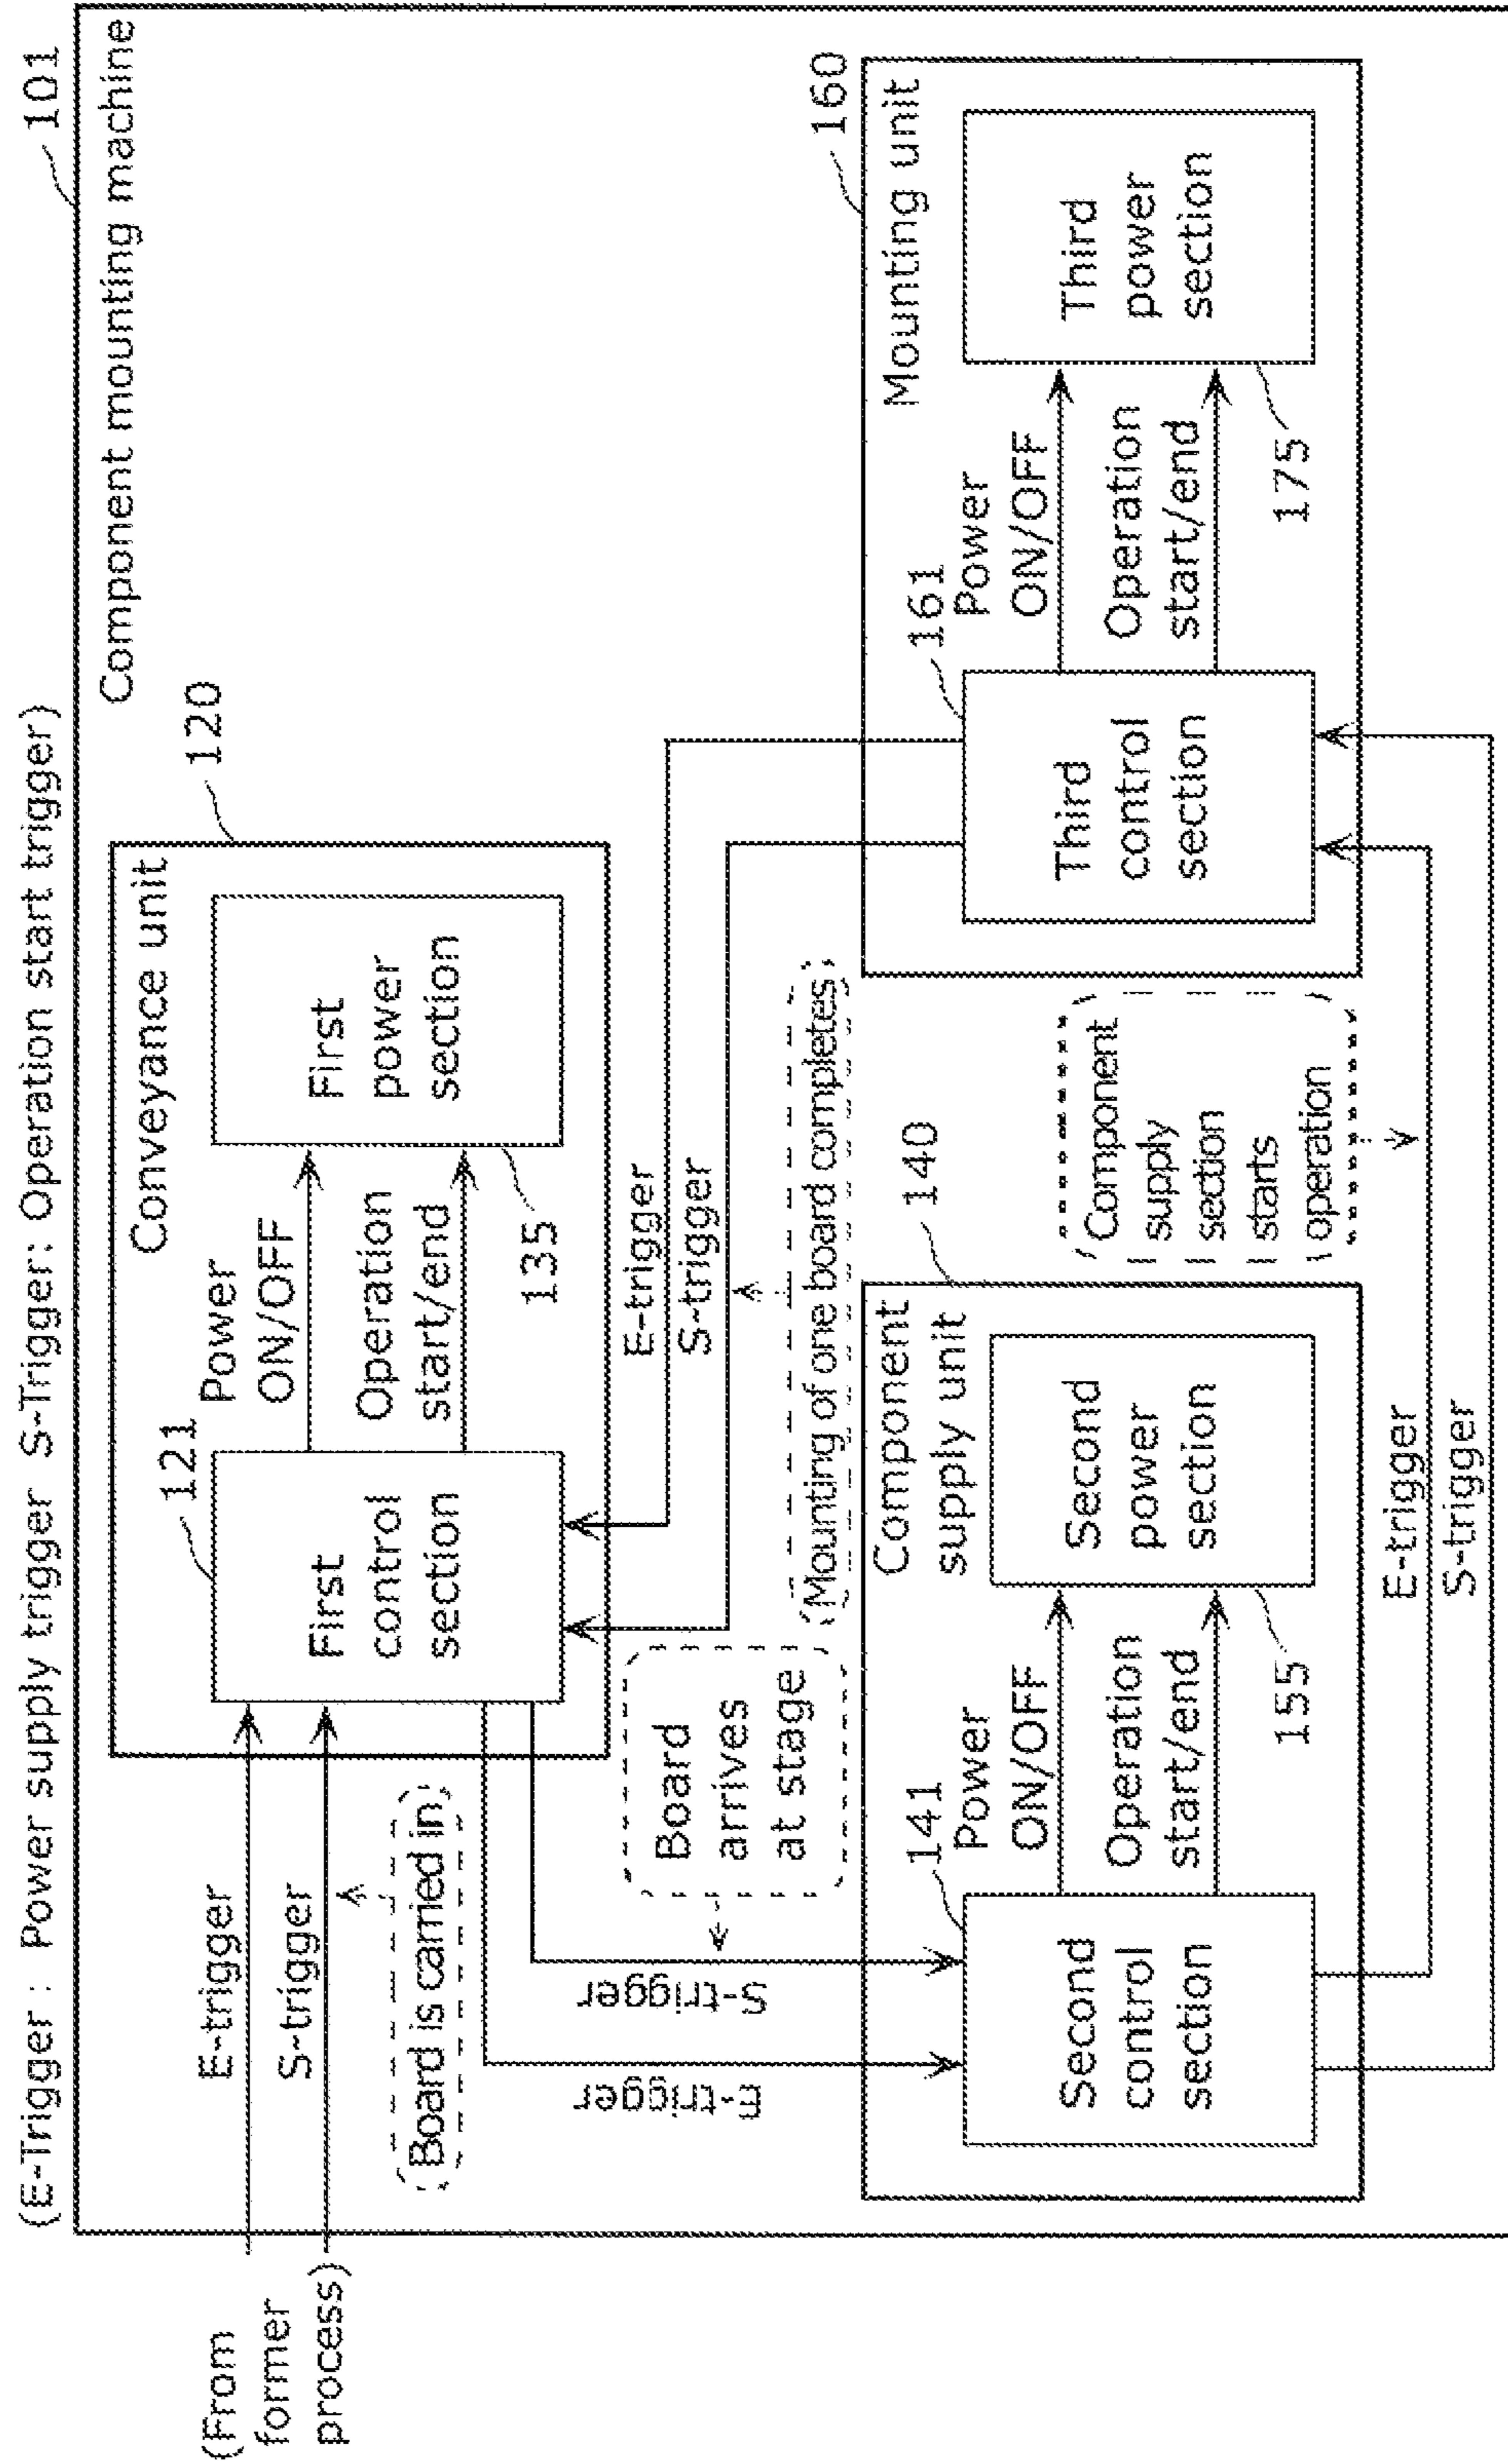 (E-Trigger : Power supply trigger S-Trigger: Operation start trigger)
101
Component mounting machine
120
Conveyance unit
121
Power
ON/OFF
Operation
start/end
First
control
section
First
power
section
135
(From
former
process)
E-trigger
S-trigger
Board is carried in
E-trigger
S-trigger
Board
arrives
at stage
E-trigger
S-trigger
Mounting of one board completes
140
Component
supply unit
141
Power
ON/OFF
Operation
start/end
Second
control
section
Second
power
section
155
Component
supply
section
starts
operation
E-trigger
S-trigger
160
Mounting unit
161
Power
ON/OFF
Operation
start/end
Third
control
section
Third
power
section
175